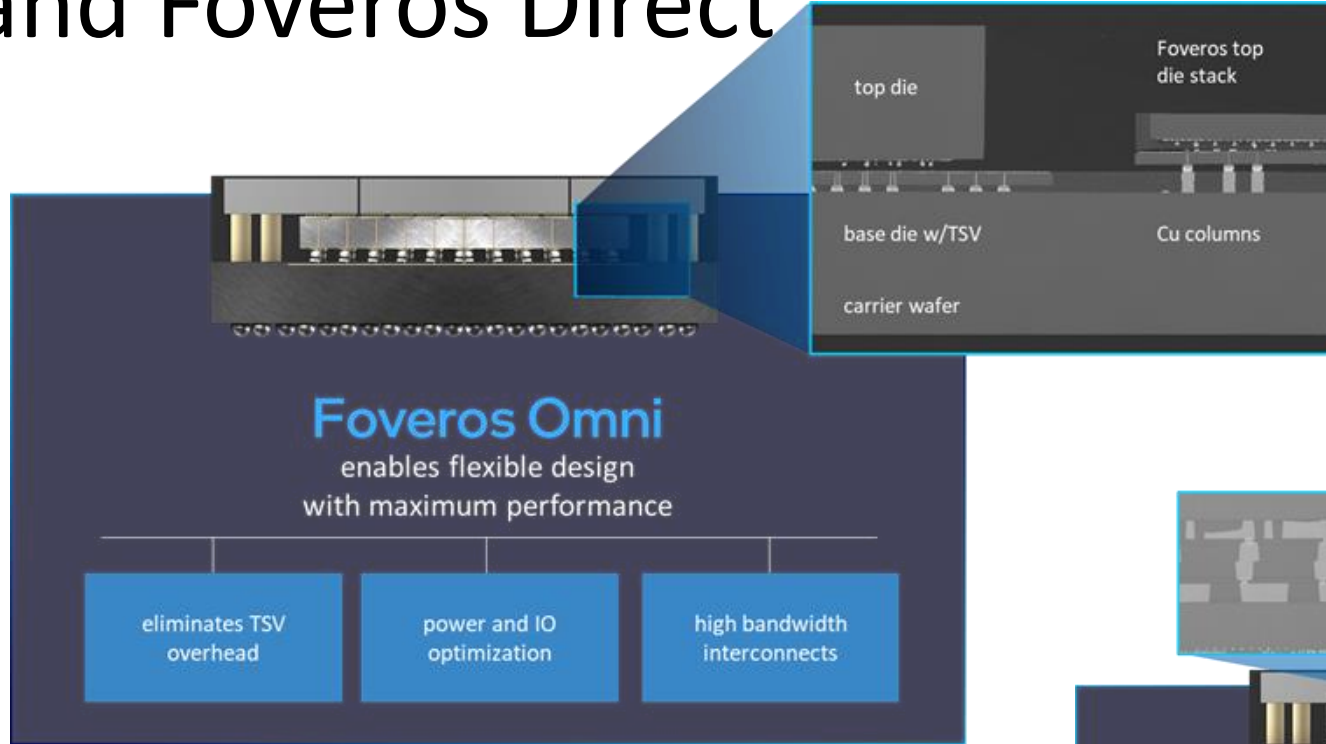 and Foveros Direct
top die
Foveros top
die stack
base die w/TSV
Cu columns
carrier wafer
Foveros Omni
enables flexible design
with maximum performance
eliminates TSV
overhead
power and IO
optimization
high bandwidth
interconnects